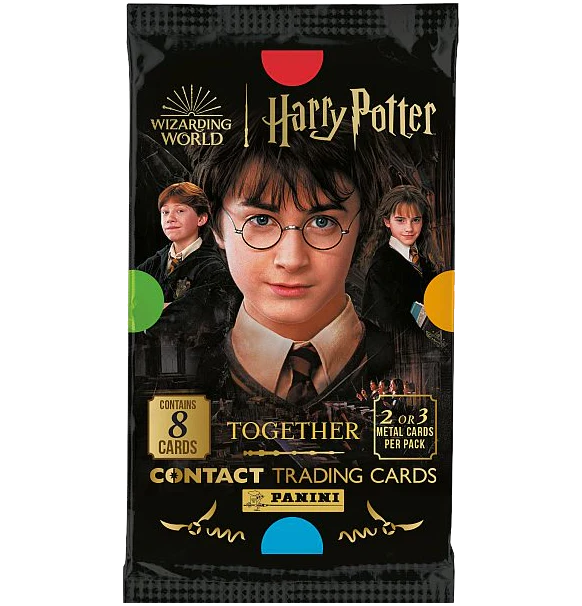 WIZARDING
WORLD
Harry Potter
CONTAINS
8
CARDS
2 OR 3
METAL CARDS
PER PACK
TOGETHER
CONTACT TRADING CARDS
PANINI